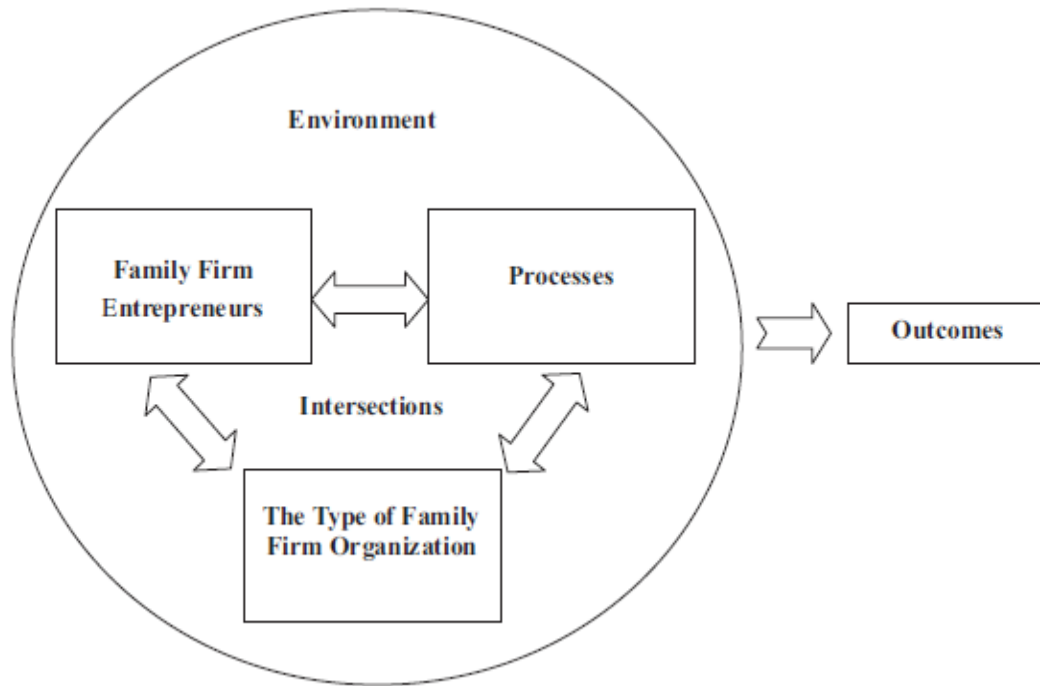 Environment
Family Firm
Entrepreneurs
Processes
Outcomes
Intersections
The Type of Family
Firm Organization